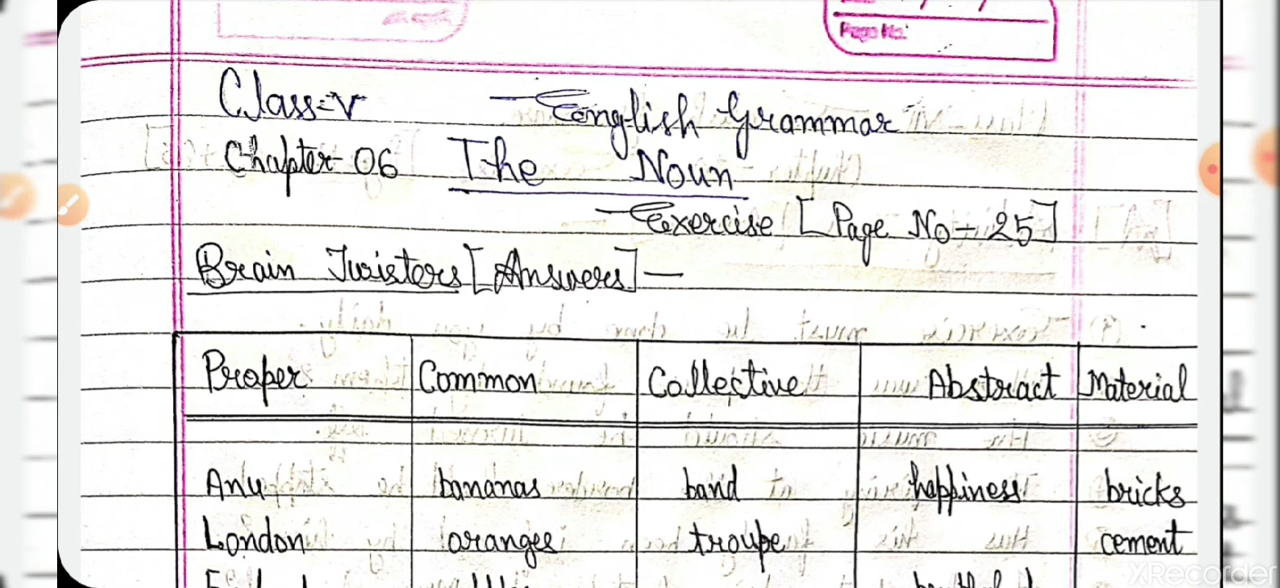 Page No:
Class-V English Grammar
Chapter-06 The Noun
Exercise [Page No-25]
Brain Twisters [Answers]—
Proper Common Collective Abstract Material
Anu bananas band happiness bricks
London oranges troupe cement
XRecorder